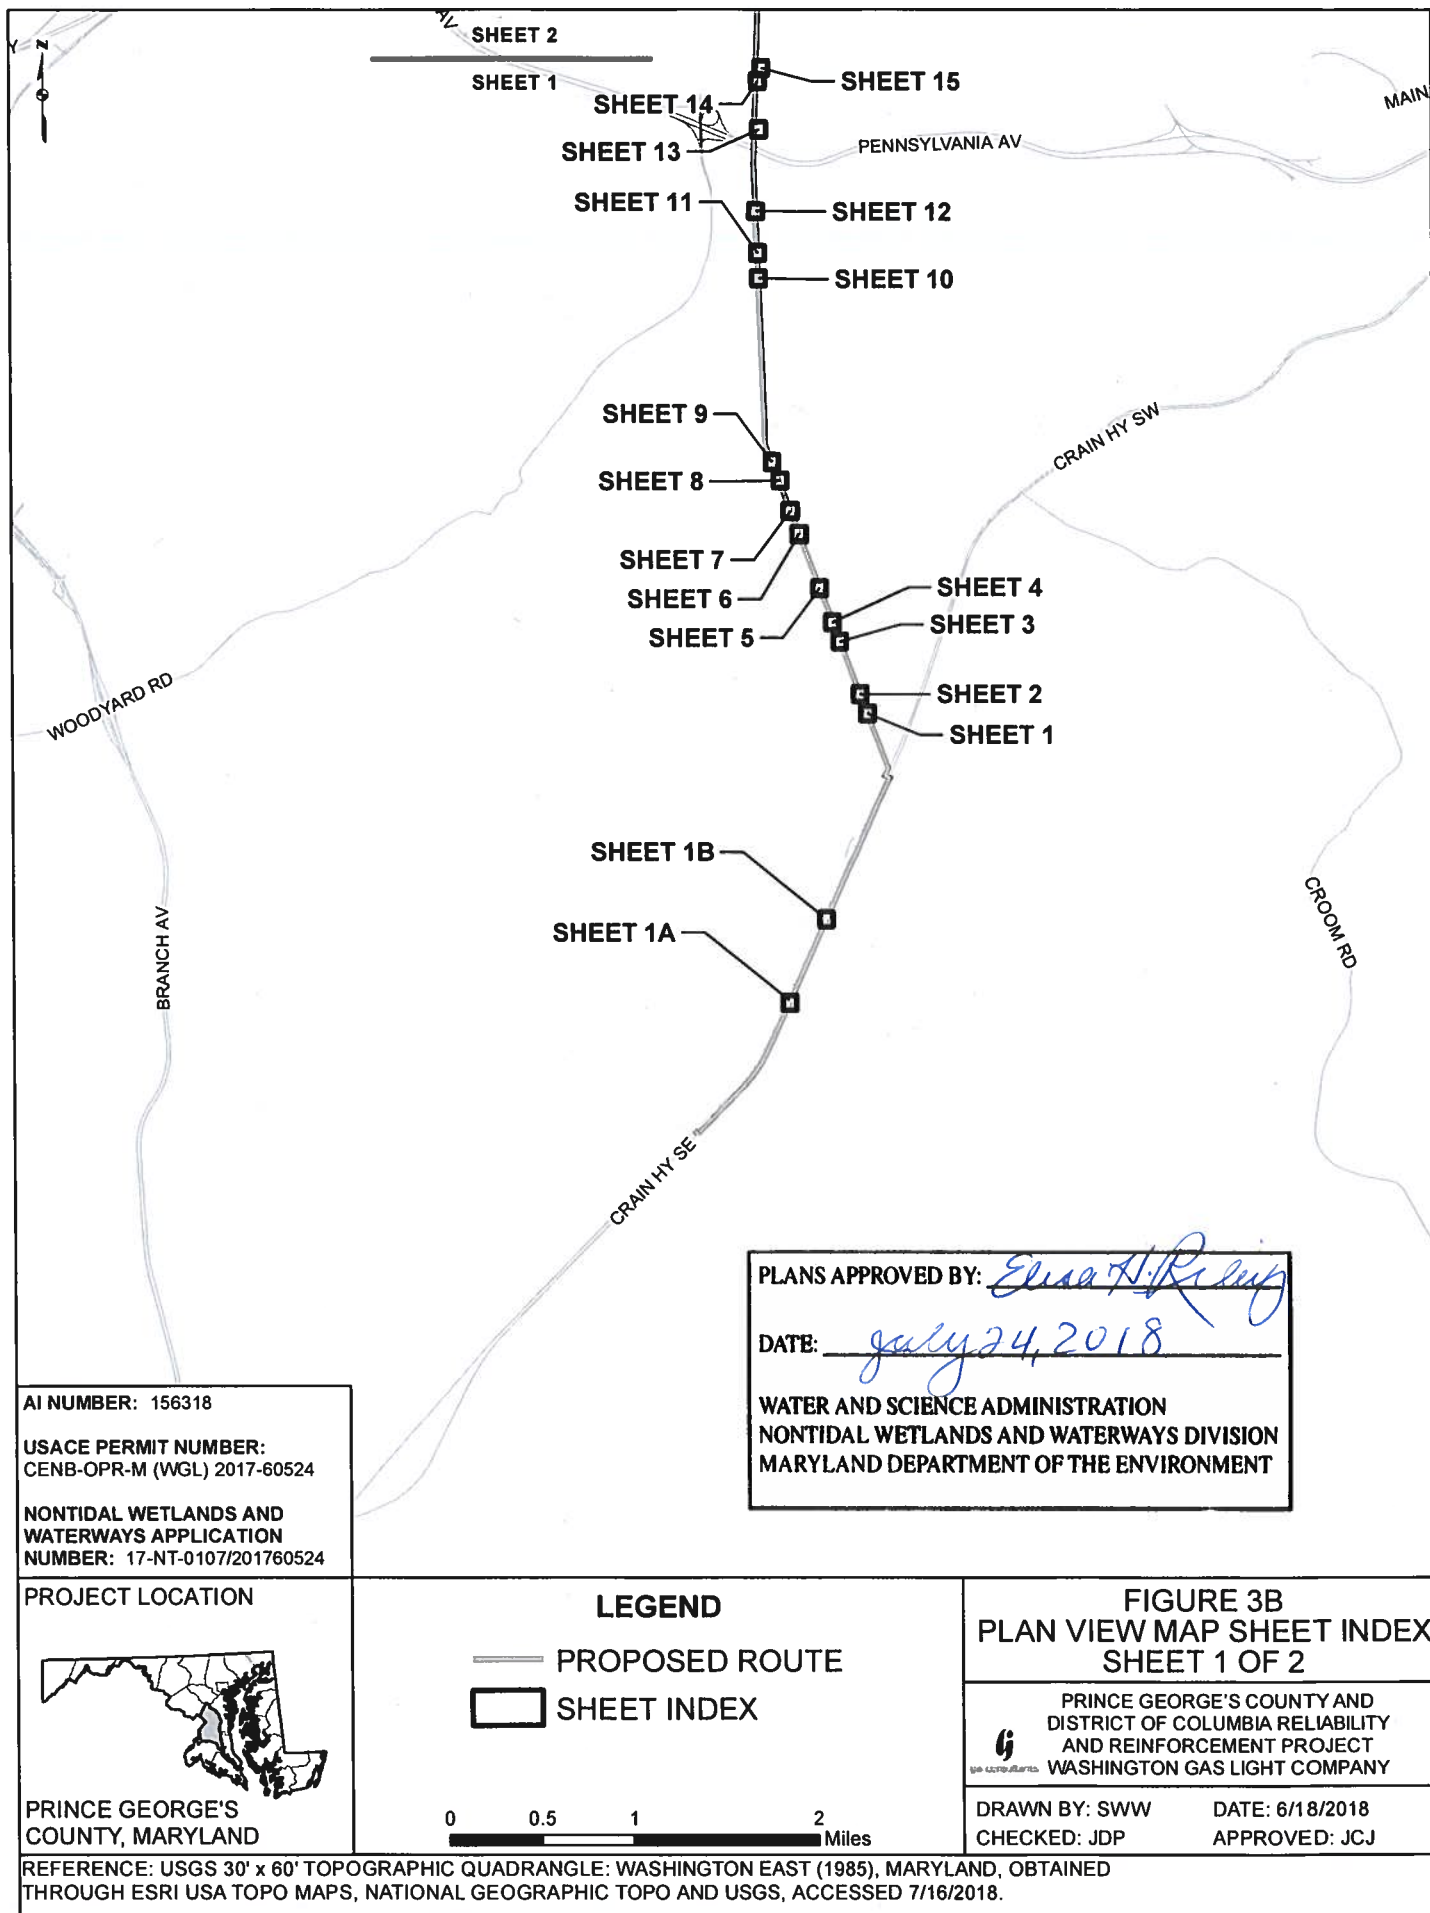 AV
SHEET 2
SHEET 1
Y
N
SHEET 15
SHEET 14
MAIN
SHEET 13
PENNSYLVANIA AV
SHEET 11
SHEET 12
SHEET 10
SHEET 9
CRAIN HY SW
SHEET 8
SHEET 7
SHEET 4
SHEET 6
SHEET 3
SHEET 5
WOODYARD RD
SHEET 2
SHEET 1
SHEET 1B
SHEET 1A
BRANCH AV
CROOM RD
CRAIN HY SE
PLANS APPROVED BY:
DATE: July 24, 2018
WATER AND SCIENCE ADMINISTRATION
NONTIDAL WETLANDS AND WATERWAYS DIVISION
MARYLAND DEPARTMENT OF THE ENVIRONMENT
AI NUMBER: 156318
USACE PERMIT NUMBER:
CENB-OPR-M (WGL) 2017-60524
NONTIDAL WETLANDS AND
WATERWAYS APPLICATION
NUMBER: 17-NT-0107/201760524
PROJECT LOCATION
PRINCE GEORGE'S
COUNTY, MARYLAND
LEGEND
PROPOSED ROUTE
SHEET INDEX
0 0.5 1 2
Miles
FIGURE 3B
PLAN VIEW MAP SHEET INDEX
SHEET 1 OF 2
PRINCE GEORGE'S COUNTY AND
DISTRICT OF COLUMBIA RELIABILITY
AND REINFORCEMENT PROJECT
WASHINGTON GAS LIGHT COMPANY
DRAWN BY: SWW DATE: 6/18/2018
CHECKED: JDP APPROVED: JCJ
REFERENCE: USGS 30' x 60' TOPOGRAPHIC QUADRANGLE: WASHINGTON EAST (1985), MARYLAND, OBTAINED
THROUGH ESRI USA TOPO MAPS, NATIONAL GEOGRAPHIC TOPO AND USGS, ACCESSED 7/16/2018.